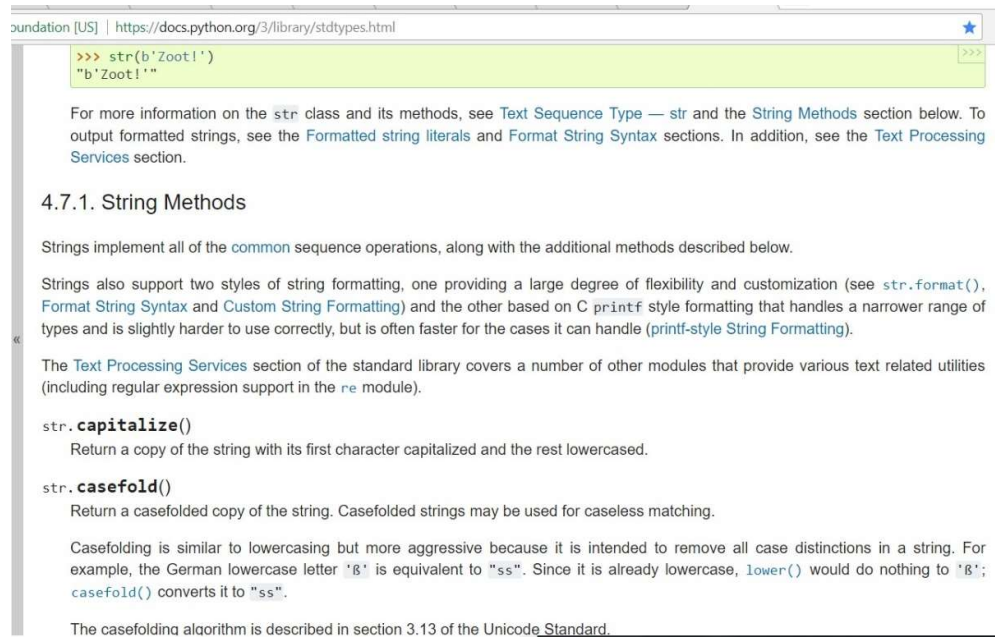 oundation [US] | https://docs.python.org/3/library/stdtypes.html
>>> str(b'Zoot!')
>>>
"b'Zoot!'"
For more information on the str class and its methods, see Text Sequence Type — str and the String Methods section below. To
output formatted strings, see the Formatted string literals and Format String Syntax sections. In addition, see the Text Processing
Services section.
4.7.1. String Methods
Strings implement all of the common sequence operations, along with the additional methods described below.
Strings also support two styles of string formatting, one providing a large degree of flexibility and customization (see str.format(),
Format String Syntax and Custom String Formatting) and the other based on C printf style formatting that handles a narrower range of
types and is slightly harder to use correctly, but is often faster for the cases it can handle (printf-style String Formatting).
«
The Text Processing Services section of the standard library covers a number of other modules that provide various text related utilities
(including regular expression support in the re module).
str.capitalize()
Return a copy of the string with its first character capitalized and the rest lowercased.
str.casefold()
Return a casefolded copy of the string. Casefolded strings may be used for caseless matching.
Casefolding is similar to lowercasing but more aggressive because it is intended to remove all case distinctions in a string. For
example, the German lowercase letter 'ß' is equivalent to "ss". Since it is already lowercase, lower() would do nothing to 'ß';
casefold() converts it to "ss".
The casefolding algorithm is described in section 3.13 of the Unicode Standard.